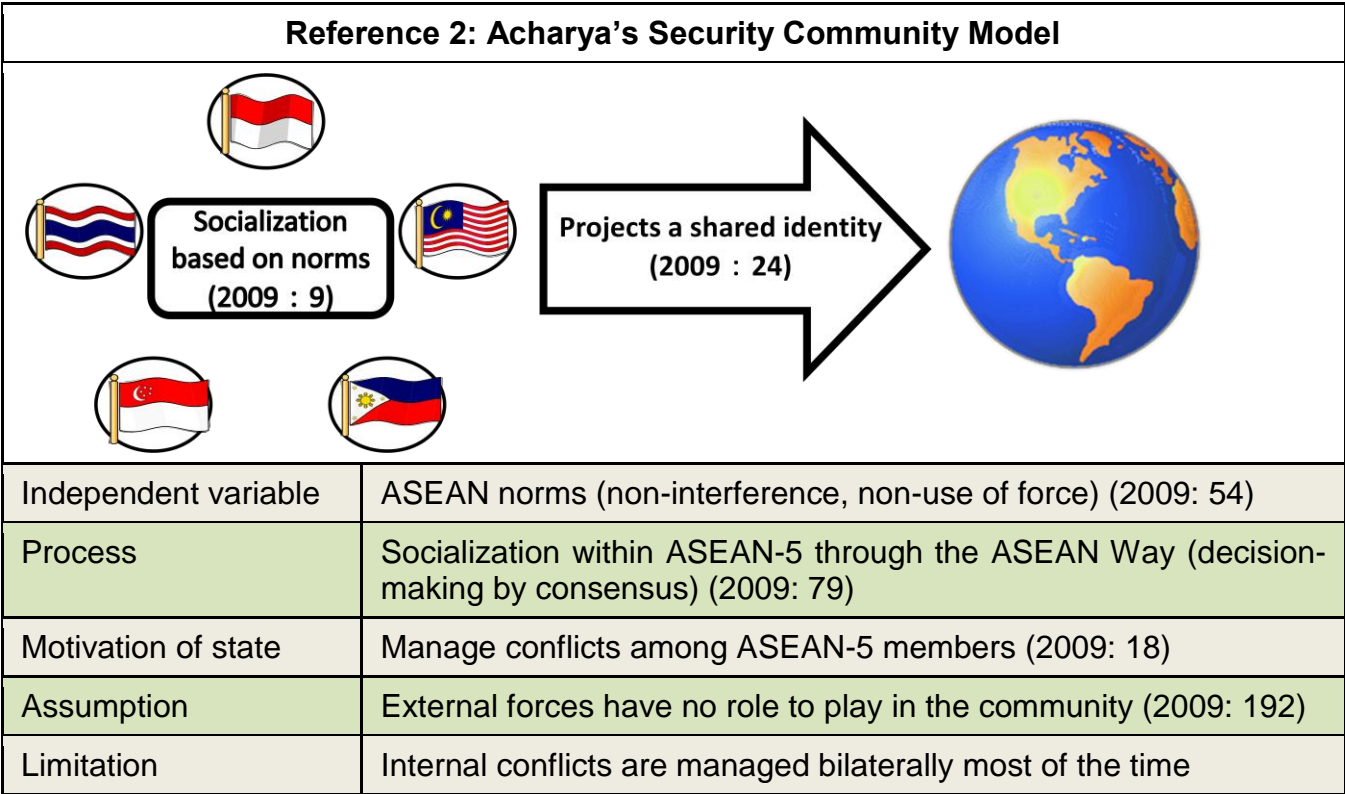 Reference 2: Acharya’s Security Community Model
Socialization
based on norms
(2009 : 9)
Projects a shared identity
(2009 : 24)
Independent variable
ASEAN norms (non-interference, non-use of force) (2009: 54)
Process
Socialization within ASEAN-5 through the ASEAN Way (decision-
making by consensus) (2009: 79)
Motivation of state
Manage conflicts among ASEAN-5 members (2009: 18)
Assumption
External forces have no role to play in the community (2009: 192)
Limitation
Internal conflicts are managed bilaterally most of the time